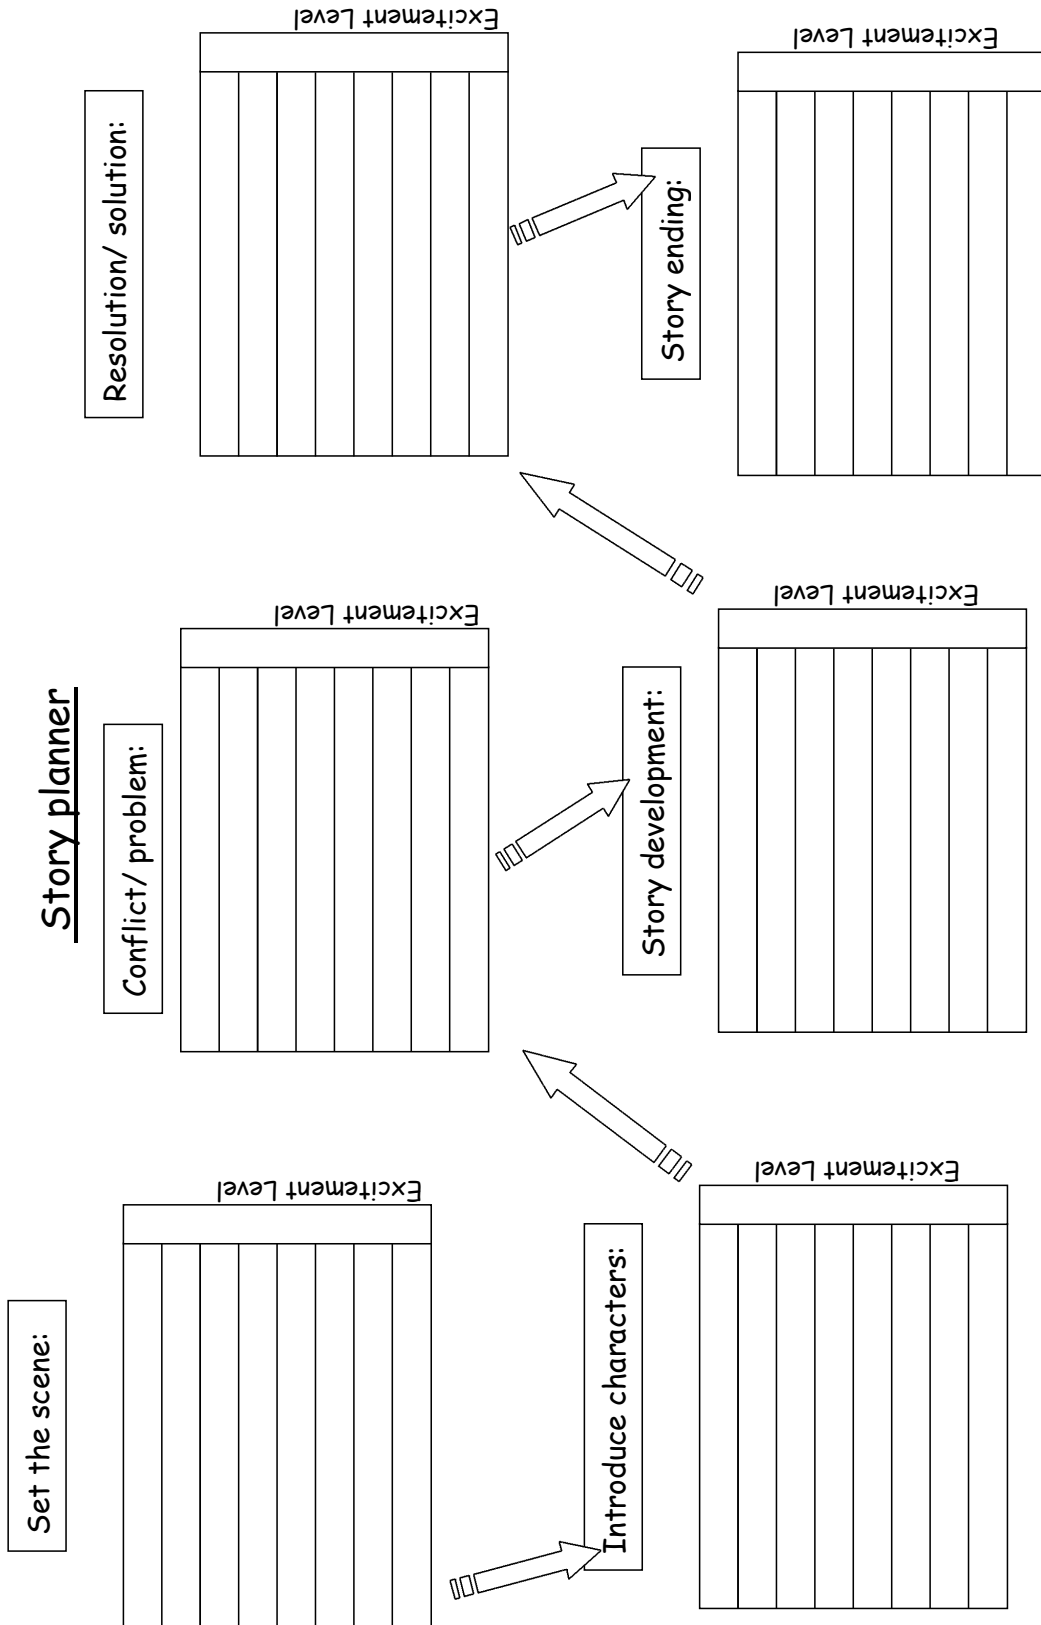 Story planner
Set the scene:
Excitement Level
Conflict/ problem:
Excitement Level
Resolution/ solution:
Excitement Level
Introduce characters:
Excitement Level
Story development:
Excitement Level
Story ending:
Excitement Level